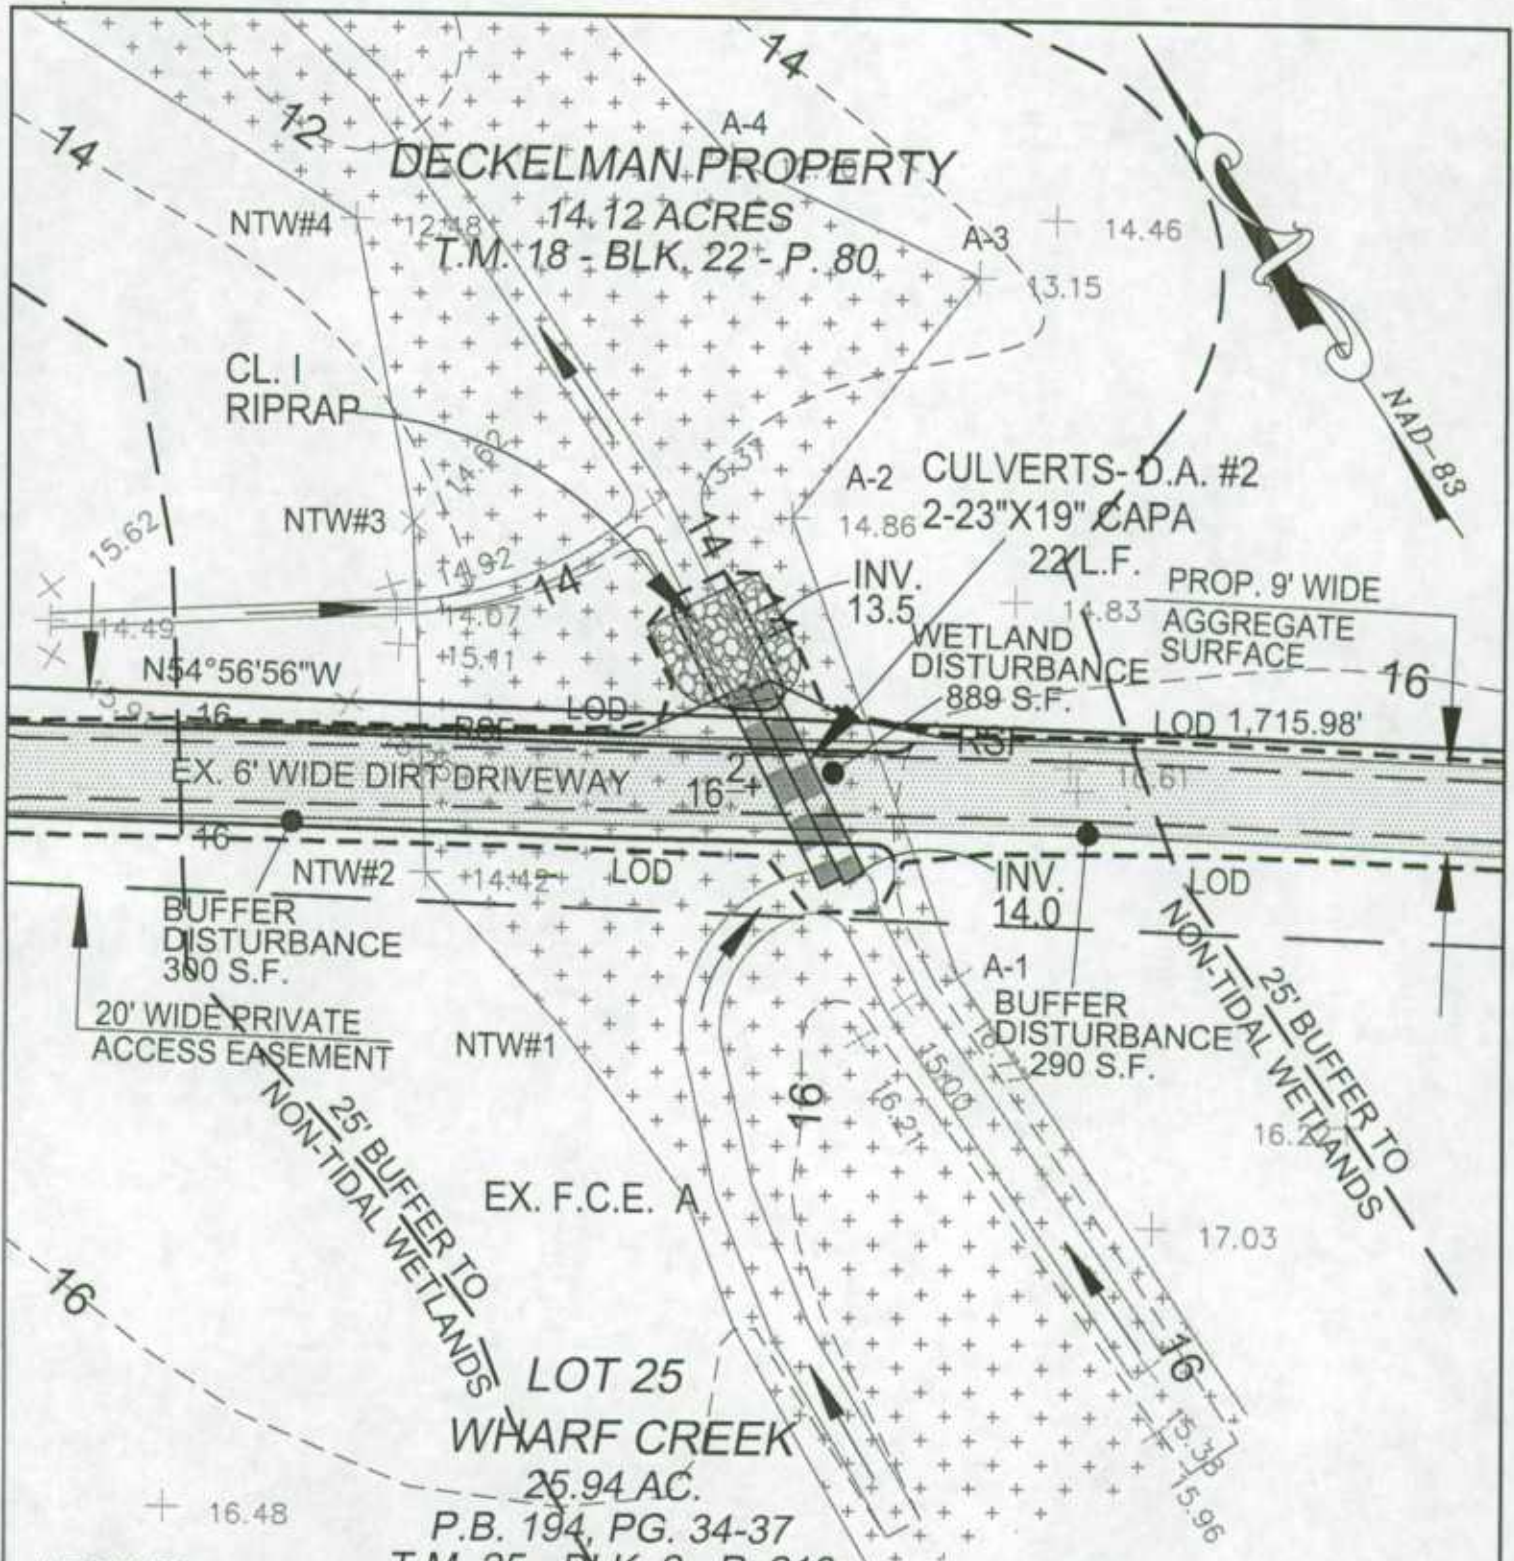 14
14
12
A-4
DECKELMAN PROPERTY
14.12 ACRES
T.M. 18 - BLK. 22 - P. 80
NTW#4
12.48
A-3
14.46
13.15
NAD-83
CL. I
RIPRAP
14.62
13.37
A-2
CULVERTS- D.A. #2
2-23"X19" CAPA
22 L.F.
14.86
NTW#3
15.62
14.92
14
14
14
INV.
13.5
14.83
PROP. 9' WIDE
AGGREGATE
SURFACE
14.49
14.07
15.11
WETLAND
DISTURBANCE
889 S.F.
16
N54°56'56"W
16
RSF
LOD
RSF
LOD 1,715.98'
EX. 6' WIDE DIRT DRIVEWAY
16.2
16.61
16
NTW#2
14.42
LOD
INV.
14.0
LOD
BUFFER
DISTURBANCE
300 S.F.
20' WIDE PRIVATE
ACCESS EASEMENT
NTW#1
A-1
BUFFER
DISTURBANCE
290 S.F.
25' BUFFER TO
NON-TIDAL WETLANDS
25' BUFFER TO
NON-TIDAL WETLANDS
16
15.00
16.77
16.21
EX. F.C.E. A
17.03
16
16
LOT 25
WHARF CREEK
25.94 AC.
P.B. 194, PG. 34-37
15.38
15.96
16.48